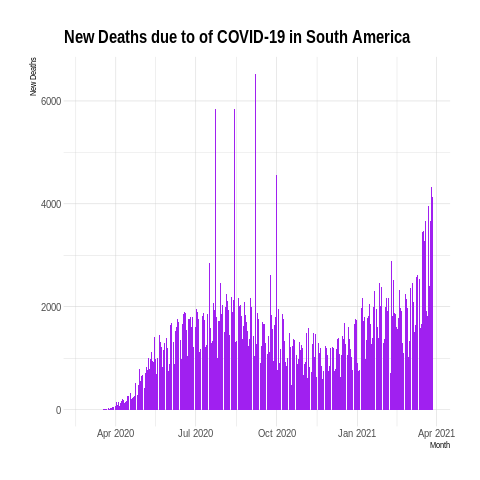 New Deaths due to of COVID-19 in South America
New Deaths
6000
4000
2000
0
Apr 2020 Jul 2020 Oct 2020 Jan 2021 Apr 2021
Month